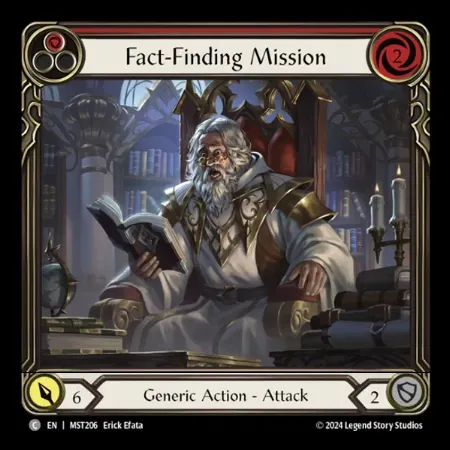 Fact-Finding Mission
2
6
Generic Action - Attack
2
C EN | MST206 Erick Efata
© 2024 Legend Story Studios